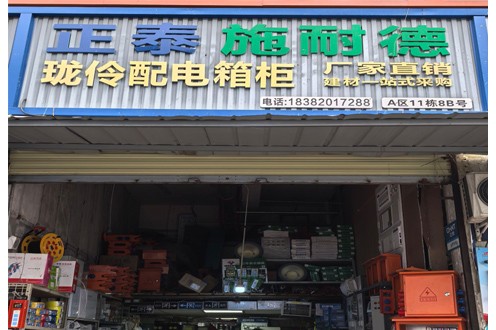 正泰 施耐德
珑伶配电箱柜
厂家直销
建材一站式采购
电话:18382017288
A区11栋8B号